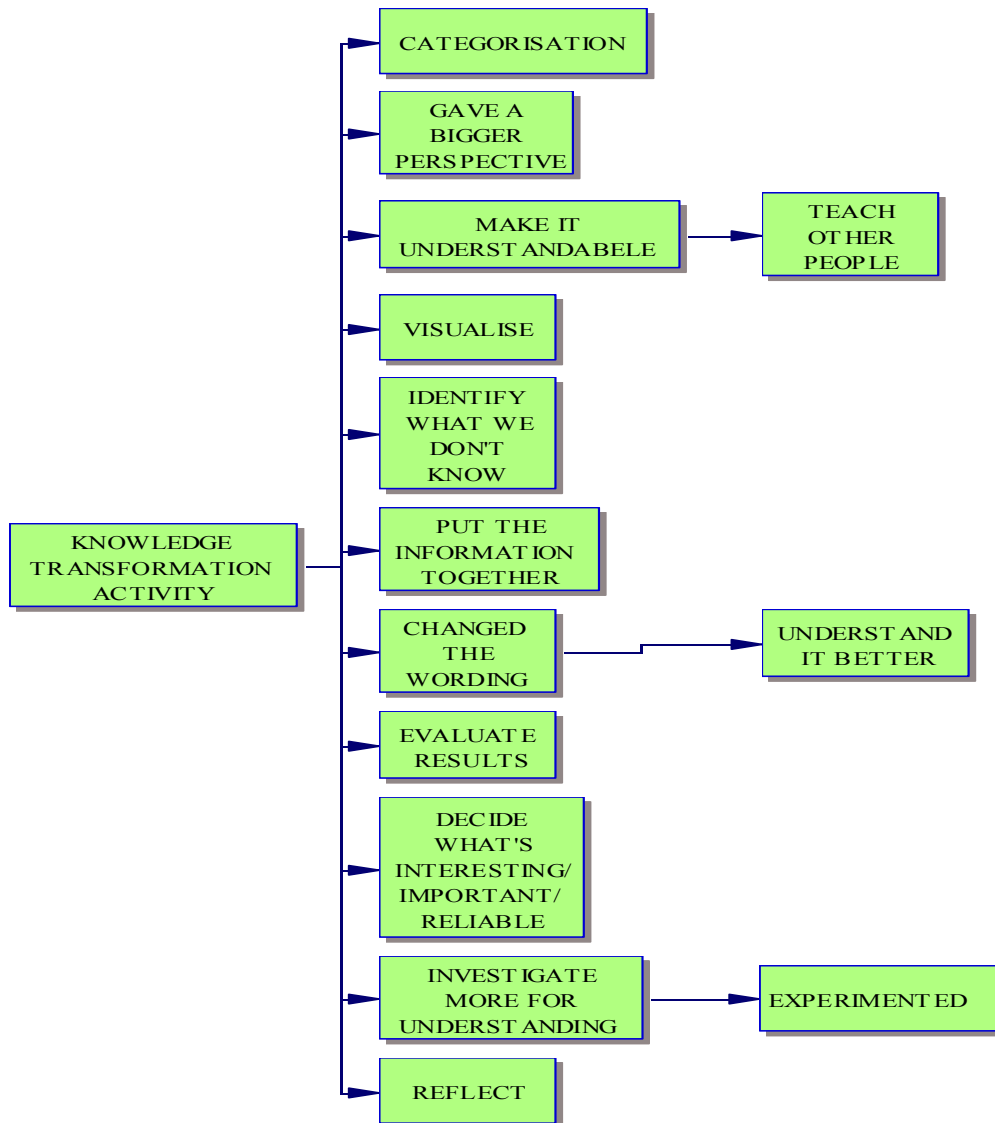 CATEGORISATION
GAVE A
BIGGER
PERSPECTIVE
MAKE IT
UNDERSTANDABELE
TEACH
OTHER
PEOPLE
VISUALISE
IDENTIFY
WHAT WE
DON'T
KNOW
KNOWLEDGE
TRANSFORMATION
ACTIVITY
PUT THE
INFORMATION
TOGETHER
CHANGED
THE
WORDING
UNDERSTAND
IT BETTER
EVALUATE
RESULTS
DECIDE
WHAT'S
INTERESTING/
IMPORTANT/
RELIABLE
INVESTIGATE
MORE FOR
UNDERSTANDING
EXPERIMENTED
REFLECT